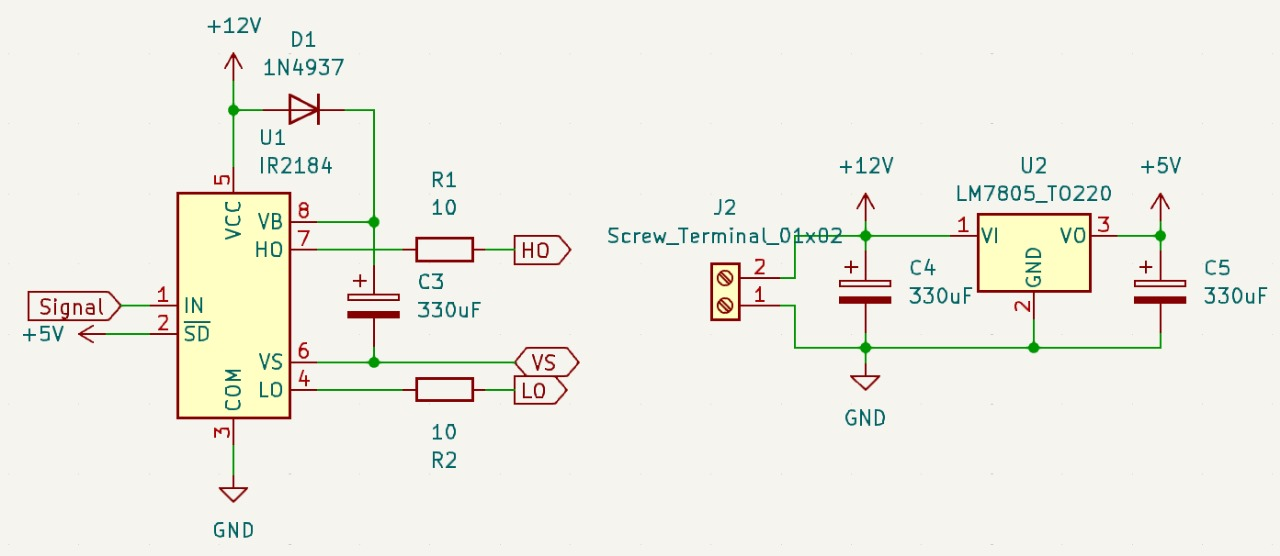 +12V
D1
1N4937
U1
IR2184
5
VCC
VB
8
HO
7
R1
10
HO
C3
330uF
+
Signal
1
IN
+5V
2
SD
VS
6
VS
LO
4
LO
COM
3
10
R2
GND
J2
Screw_Terminal_01x02
2
1
+12V
+
C4
330uF
GND
U2
LM7805_TO220
1
VI
VO
3
GND
2
+5V
+
C5
330uF